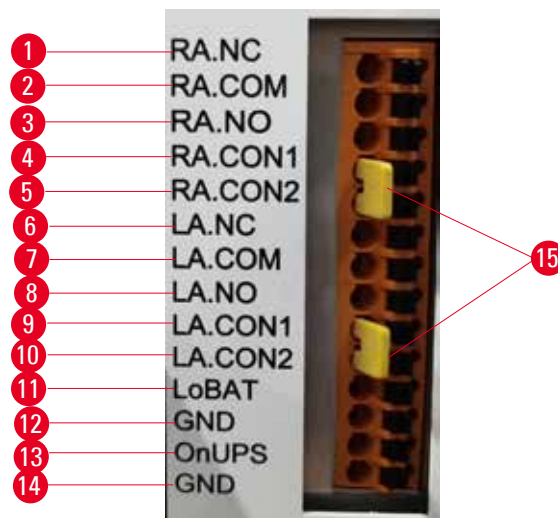 1 RA.NC
2 RA.COM
3 RA.NO
4 RA.CON1
5 RA.CON2
6 LA.NC
7 LA.COM
8 LA.NO
9 LA.CON1
10 LA.CON2
11 LoBAT
12 GND
13 OnUPS
14 GND
15